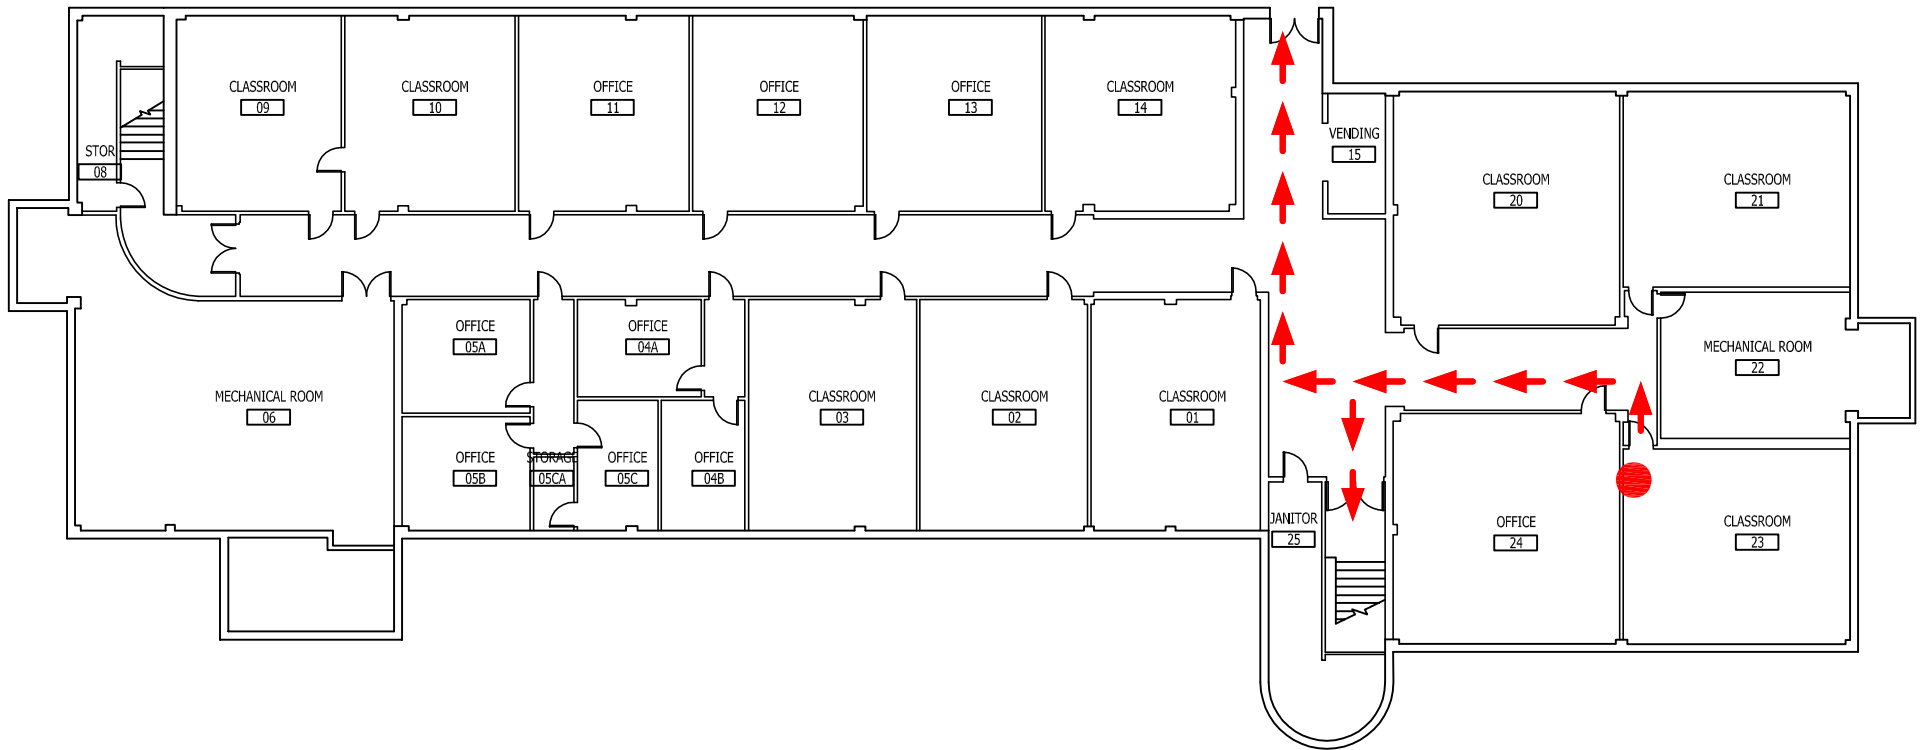 CLASSROOM
09
CLASSROOM
10
OFFICE
11
OFFICE
12
OFFICE
13
CLASSROOM
14
VENDING
15
STOR
08
CLASSROOM
20
CLASSROOM
21
OFFICE
05A
OFFICE
04A
MECHANICAL ROOM
22
MECHANICAL ROOM
06
CLASSROOM
03
CLASSROOM
02
CLASSROOM
01
OFFICE
05B
STORAGE
05CA
OFFICE
05C
OFFICE
04B
JANITOR
25
OFFICE
24
CLASSROOM
23